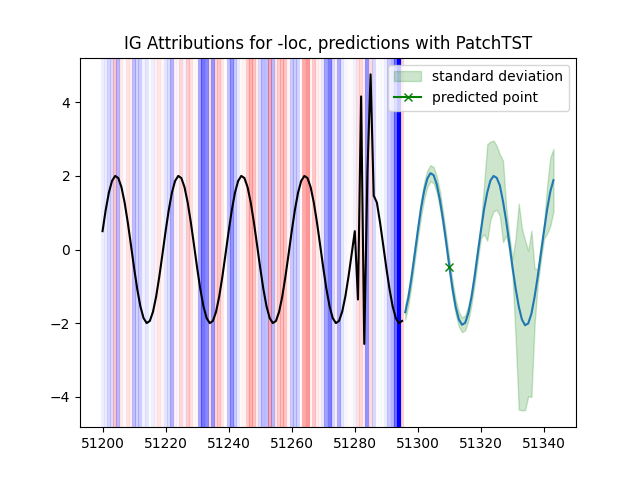 IG Attributions for -loc, predictions with PatchTST
standard deviation
predicted point
4
2
0
−2
−4
51200 51220 51240 51260 51280 51300 51320 51340